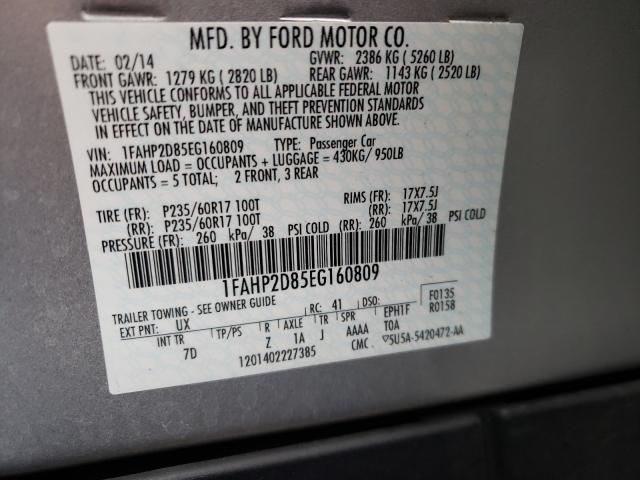 MFD. BY FORD MOTOR CO.
DATE: 02/14 GVWR: 2386 KG ( 5260 LB)
FRONT GAWR: 1279 KG ( 2820 LB) REAR GAWR: 1143 KG ( 2520 LB)
THIS VEHICLE CONFORMS TO ALL APPLICABLE FEDERAL MOTOR
VEHICLE SAFETY, BUMPER, AND THEFT PREVENTION STANDARDS
IN EFFECT ON THE DATE OF MANUFACTURE SHOWN ABOVE.
VIN: 1FAHP2D85EG160809 TYPE: Passenger Car
MAXIMUM LOAD = OCCUPANTS + LUGGAGE = 430KG/ 950LB
OCCUPANTS = 5 TOTAL; 2 FRONT, 3 REAR
TIRE (FR): P235/60R17 100T RIMS (FR): 17X7.5J
(RR): P235/60R17 100T (RR): 17X7.5J
PRESSURE (FR): 260 kPa/ 38 PSI COLD (RR): 260 kPa/ 38 PSI COLD
1FAHP2D85EG160809
TRAILER TOWING - SEE OWNER GUIDE
EXT PNT: UX RC: 41 DSO: F0135
INT TR TP/PS R AXLE TR SPR EPH1F R0158
7D Z 1A J AAAA TOA
1201402227385 CMC 5U5A-5420472-AA